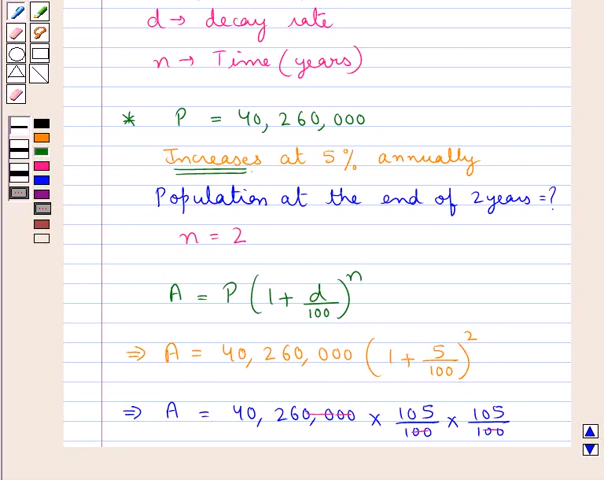 d → decay rate
n → Time (years)
* P = 40, 260, 000
Increases at 5% annually
Population at the end of 2 years = ?
n = 2
A = P (1 + d/100)^n
⇒ A = 40, 260, 000 (1 + 5/100)^2
⇒ A = 40, 260, 000 × 105/100 × 105/100